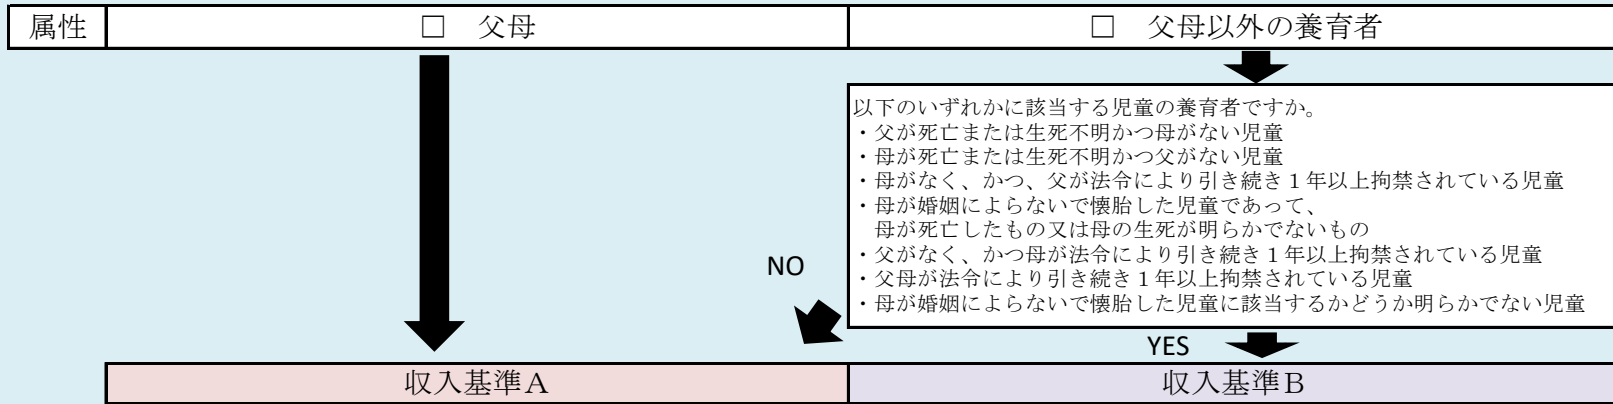 属性 □ 父母 □ 父母以外の養育者
以下のいずれかに該当する児童の養育者ですか。
・父が死亡または生死不明かつ母がない児童
・母が死亡または生死不明かつ父がない児童
・母がなく、かつ、父が法令により引き続き１年以上拘禁されている児童
・母が婚姻によらないで懐胎した児童であって、
母が死亡したもの又は母の生死が明らかでないもの
・父がなく、かつ母が法令により引き続き１年以上拘禁されている児童
・父母が法令により引き続き１年以上拘禁されている児童
・母が婚姻によらないで懐胎した児童に該当するかどうか明らかでない児童
NO
YES
収入基準Ａ 収入基準Ｂ